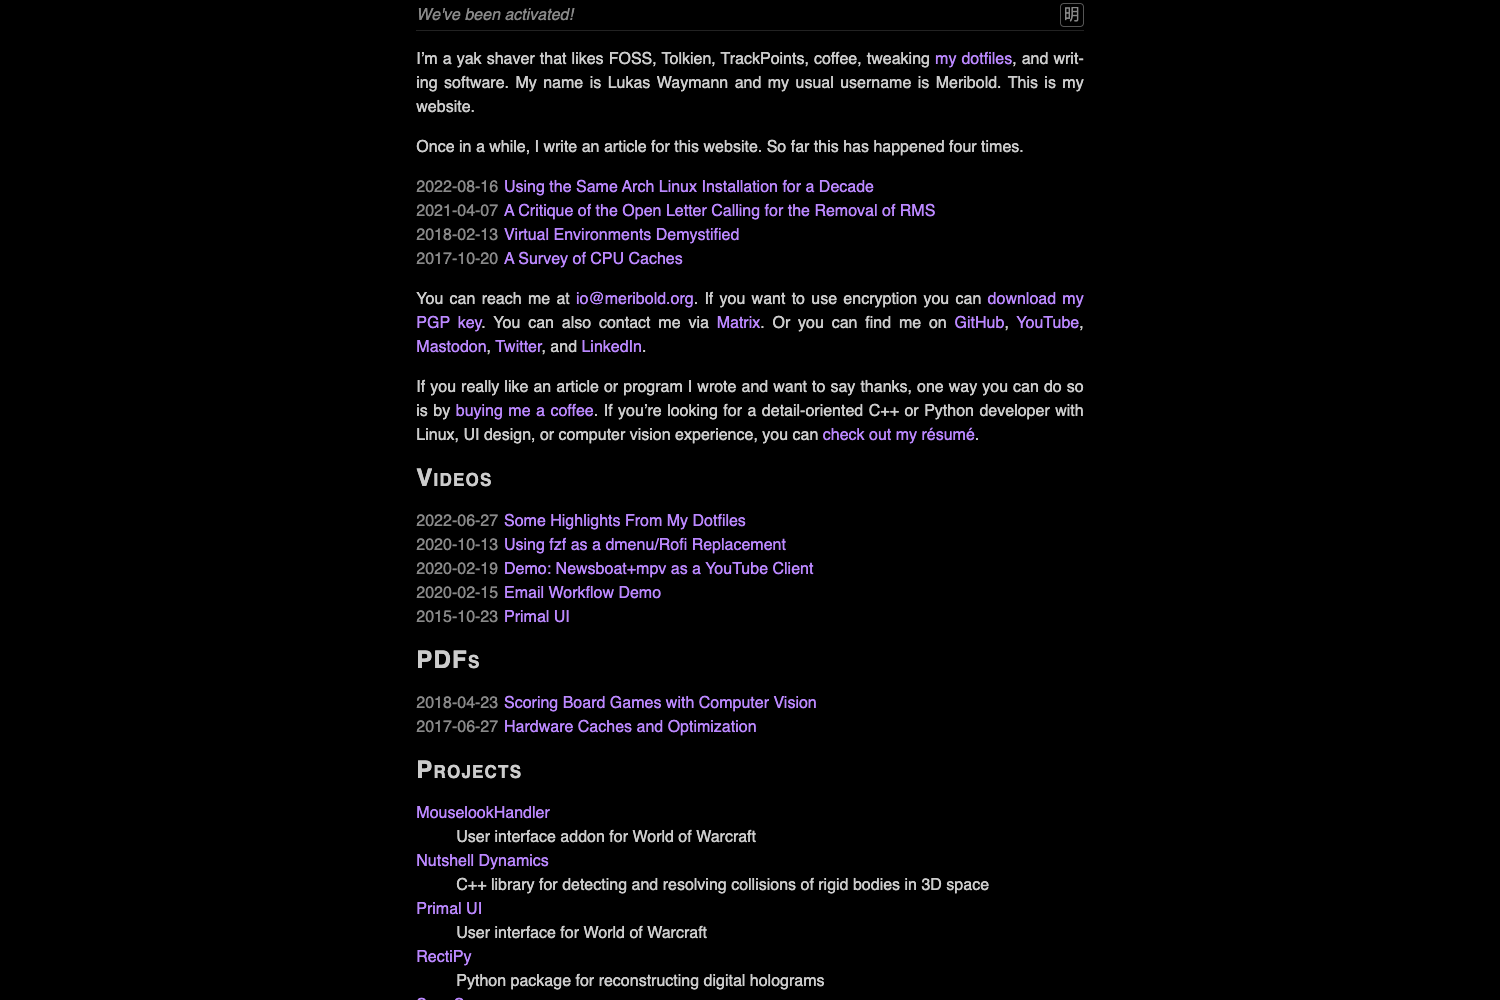 We've been activated!
明
I'm a yak shaver that likes FOSS, Tolkien, TrackPoints, coffee, tweaking my dotfiles, and writ-
ing software. My name is Lukas Waymann and my usual username is Meribold. This is my
website.
Once in a while, I write an article for this website. So far this has happened four times.
2022-08-16 Using the Same Arch Linux Installation for a Decade
2021-04-07 A Critique of the Open Letter Calling for the Removal of RMS
2018-02-13 Virtual Environments Demystified
2017-10-20 A Survey of CPU Caches
You can reach me at io@meribold.org. If you want to use encryption you can download my
PGP key. You can also contact me via Matrix. Or you can find me on GitHub, YouTube,
Mastodon, Twitter, and LinkedIn.
If you really like an article or program I wrote and want to say thanks, one way you can do so
is by buying me a coffee. If you’re looking for a detail-oriented C++ or Python developer with
Linux, UI design, or computer vision experience, you can check out my résumé.
Videos
2022-06-27 Some Highlights From My Dotfiles
2020-10-13 Using fzf as a dmenu/Rofi Replacement
2020-02-19 Demo: Newsboat+mpv as a YouTube Client
2020-02-15 Email Workflow Demo
2015-10-23 Primal UI
PDFs
2018-04-23 Scoring Board Games with Computer Vision
2017-06-27 Hardware Caches and Optimization
Projects
MouselookHandler
User interface addon for World of Warcraft
Nutshell Dynamics
C++ library for detecting and resolving collisions of rigid bodies in 3D space
Primal UI
User interface for World of Warcraft
RectiPy
Python package for reconstructing digital holograms